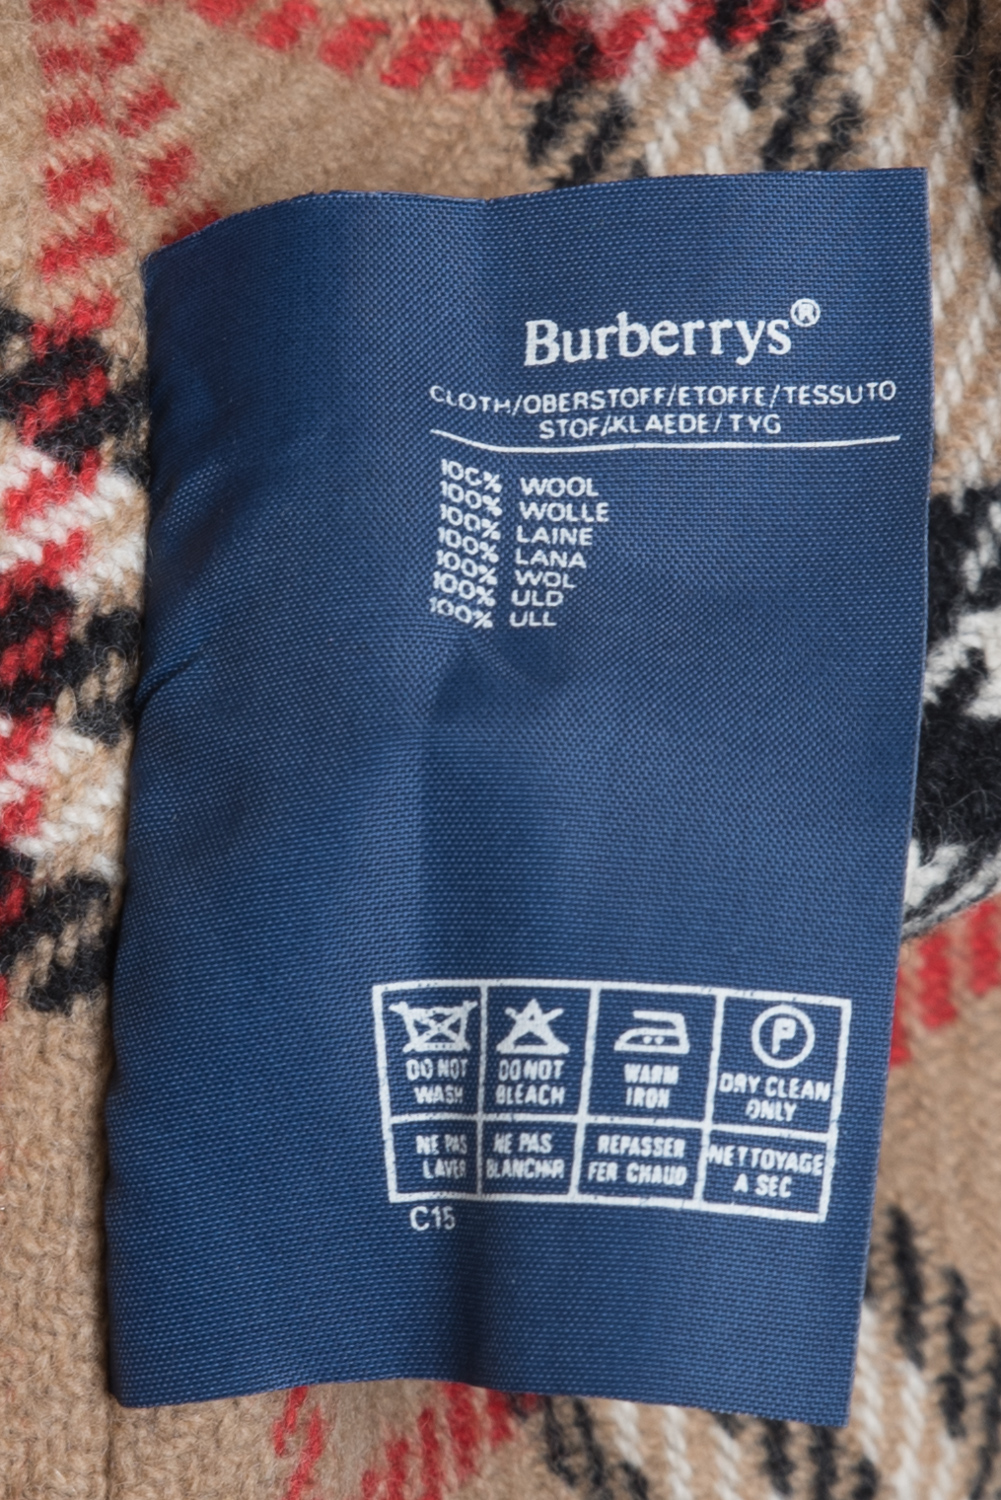 Burberrys®
CLOTH/OBERSTOFF/ETOFFE/TESSUTO
STOF/KLAEDE/TYG
100% WOOL
100% WOLLE
100% LAINE
100% LANA
100% WOL
100% ULD
100% ULL
DO NOT WASH
DO NOT BLEACH
WARM IRON
P
DRY CLEAN ONLY
NE PAS LAVER
NE PAS
REPASSER FER CHAUD
NETTOYAGE A SEC
C15